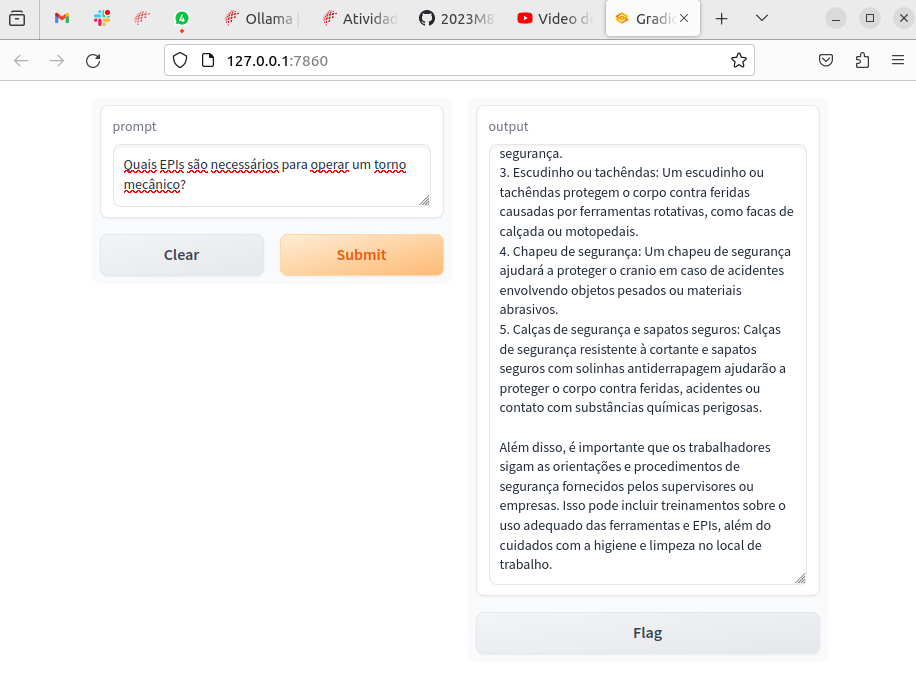 4
Ollama
Atividad
2023M8
Video de
Gradio
127.0.0.1:7860
prompt
Quais EPIs são necessários para operar um torno
mecânico?
Clear
Submit
output
segurança.
3. Escudinho ou tachêndas: Um escudinho ou
tachêndas protegem o corpo contra feridas
causadas por ferramentas rotativas, como facas de
calçada ou motopedais.
4. Chapeu de segurança: Um chapeu de segurança
ajudará a proteger o cranio em caso de acidentes
envolvendo objetos pesados ou materiais
abrasivos.
5. Calças de segurança e sapatos seguros: Calças
de segurança resistente à cortante e sapatos
seguros com solinhas antiderrapagem ajudarão a
proteger o corpo contra feridas, acidentes ou
contato com substâncias químicas perigosas.
Além disso, é importante que os trabalhadores
sigam as orientações e procedimentos de
segurança fornecidos pelos supervisores ou
empresas. Isso pode incluir treinamentos sobre o
uso adequado das ferramentas e EPIs, além do
cuidados com a higiene e limpeza no local de
trabalho.
Flag